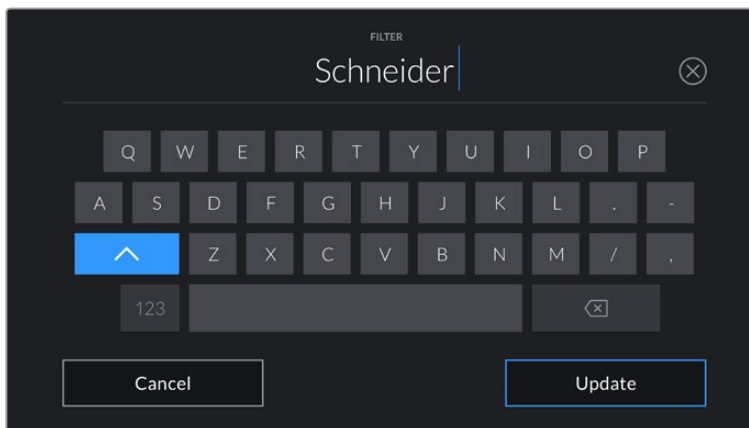 FILTER
Schneider
Q W E R T Y U I O P
A S D F G H J K L . -
Z X C V B N M / ,
123
Cancel Update